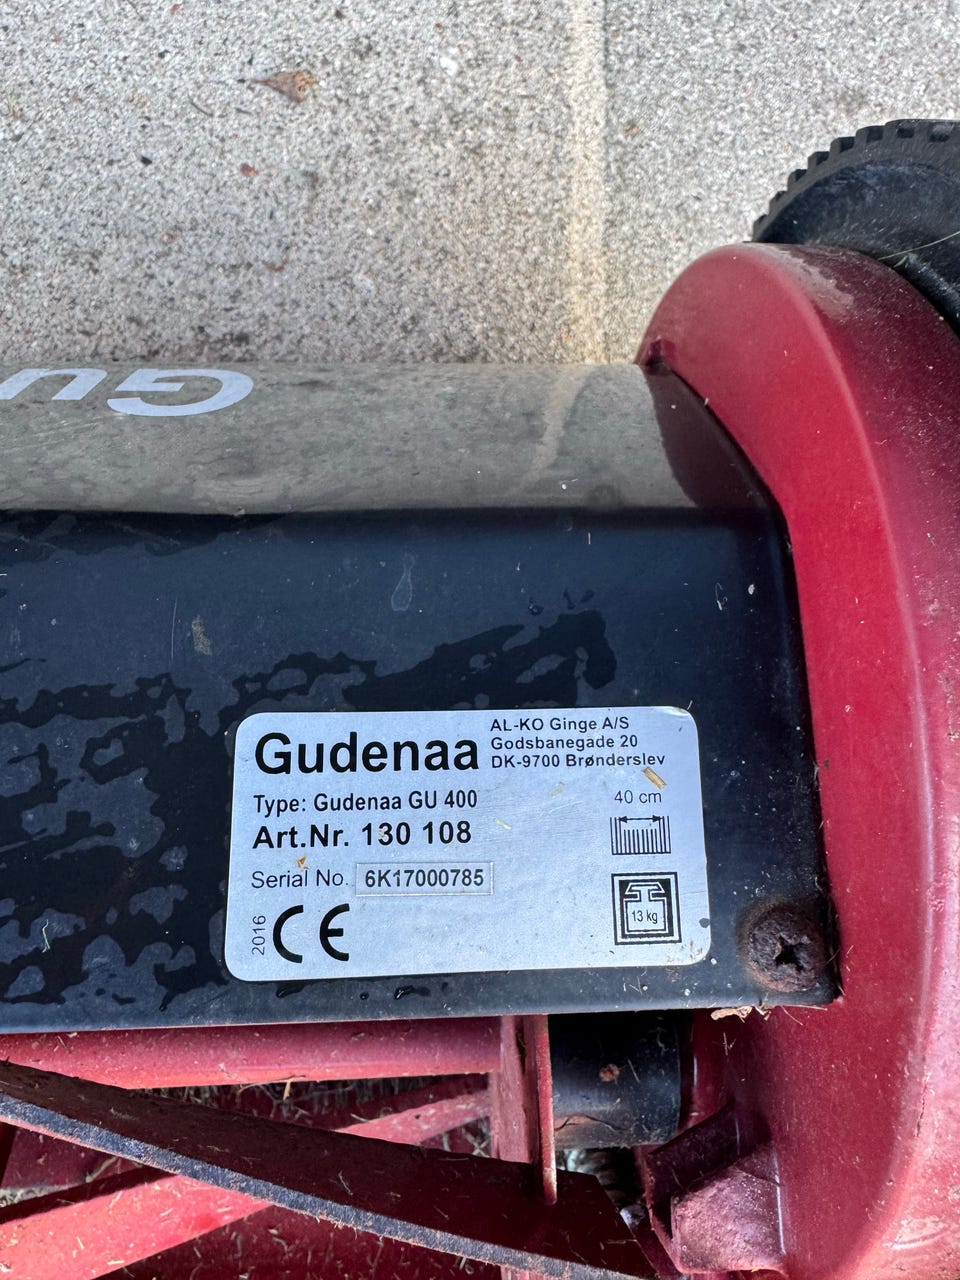 Gu
Gudenaa
AL-KO Ginge A/S
Godsbanegade 20
DK-9700 Brønderslev
Type: Gudenaa GU 400
40 cm
Art.Nr. 130 108
Serial No. 6K17000785
13 kg
2016
CE